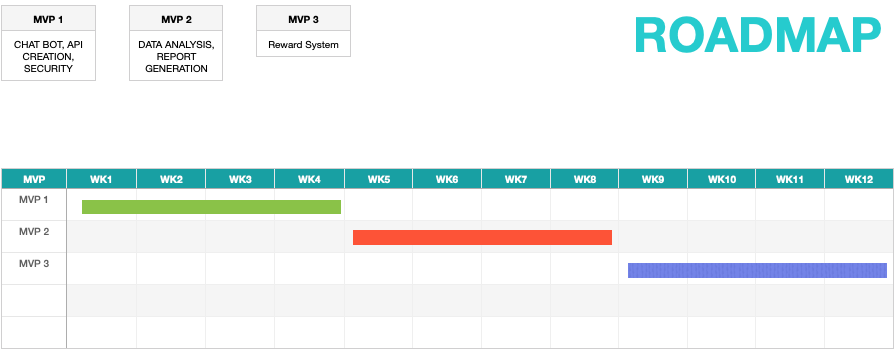 MVP 1
CHAT BOT, API
CREATION,
SECURITY
MVP 2
DATA ANALYSIS,
REPORT
GENERATION
MVP 3
Reward System
ROADMAP
MVP WK1 WK2 WK3 WK4 WK5 WK6 WK7 WK8 WK9 WK10 WK11 WK12
MVP 1
MVP 2
MVP 3